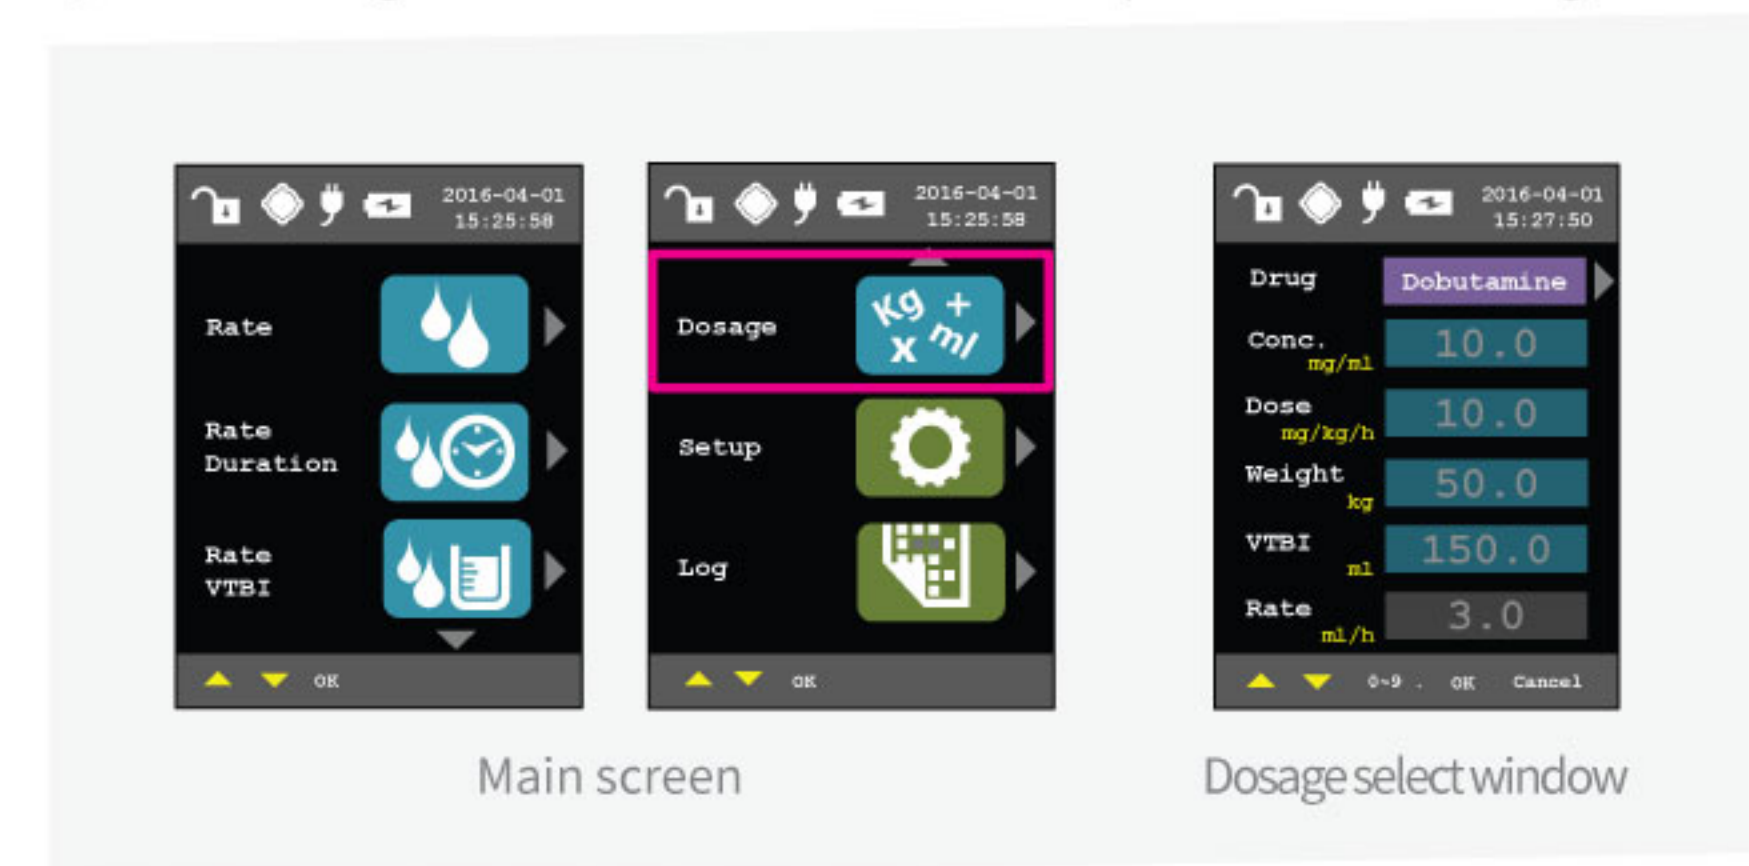 2016-04-01
15:25:58
Rate
Rate
Duration
Rate
VTBI
OK
2016-04-01
15:25:58
Dosage
Kg + x ml
Setup
Log
OK
Main screen
2016-04-01
15:27:50
Drug Dobutamine
Conc. mg/ml 10.0
Dose mg/kg/h 10.0
Weight kg 50.0
VTBI ml 150.0
Rate ml/h 3.0
0~9 . OK Cancel
Dosage select window